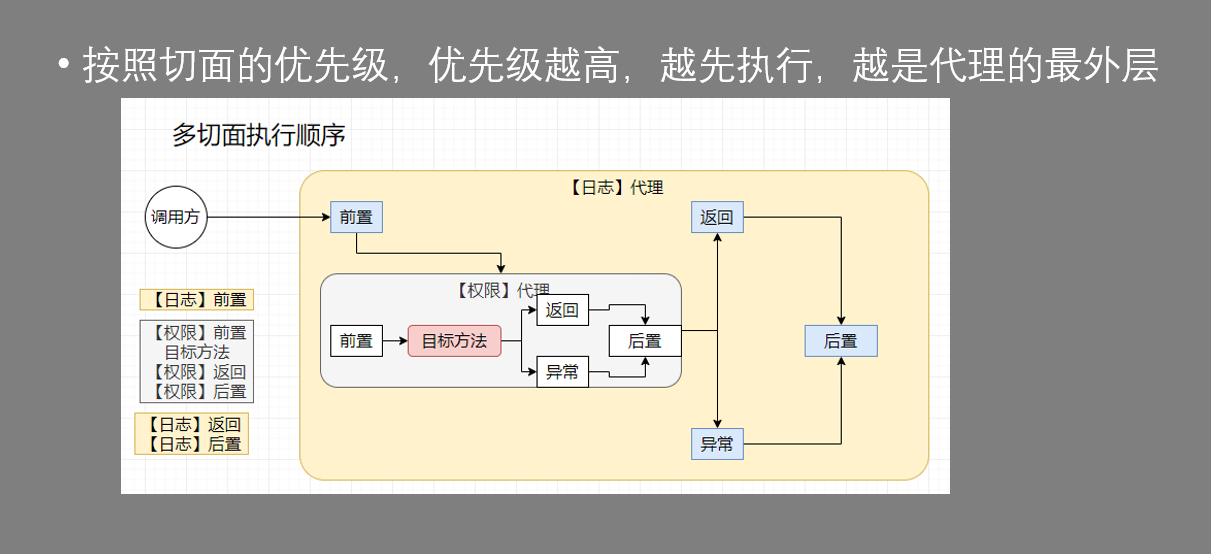 • 按照切面的优先级，优先级越高，越先执行，越是代理的最外层
多切面执行顺序
【日志】代理
调用方
前置
返回
【权限】代理
返回
前置
目标方法
后置
异常
后置
异常
【日志】前置
【权限】前置
目标方法
【权限】返回
【权限】后置
【日志】返回
【日志】后置